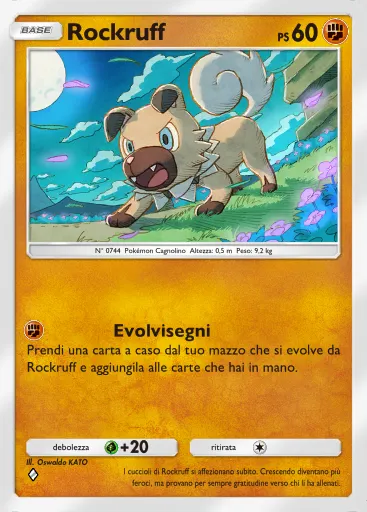 BASE Rockruff PS 60
N° 0744 Pokémon Cagnolino Altezza: 0,5 m Peso: 9,2 kg
Evolvisegni
Prendi una carta a caso dal tuo mazzo che si evolve da
Rockruff e aggiungila alle carte che hai in mano.
debolezza +20 ritirata
Ill. Oswaldo KATO
I cuccioli di Rockruff si affezionano subito. Crescendo diventano più
feroci, ma provano per sempre gratitudine verso chi li ha allenati.